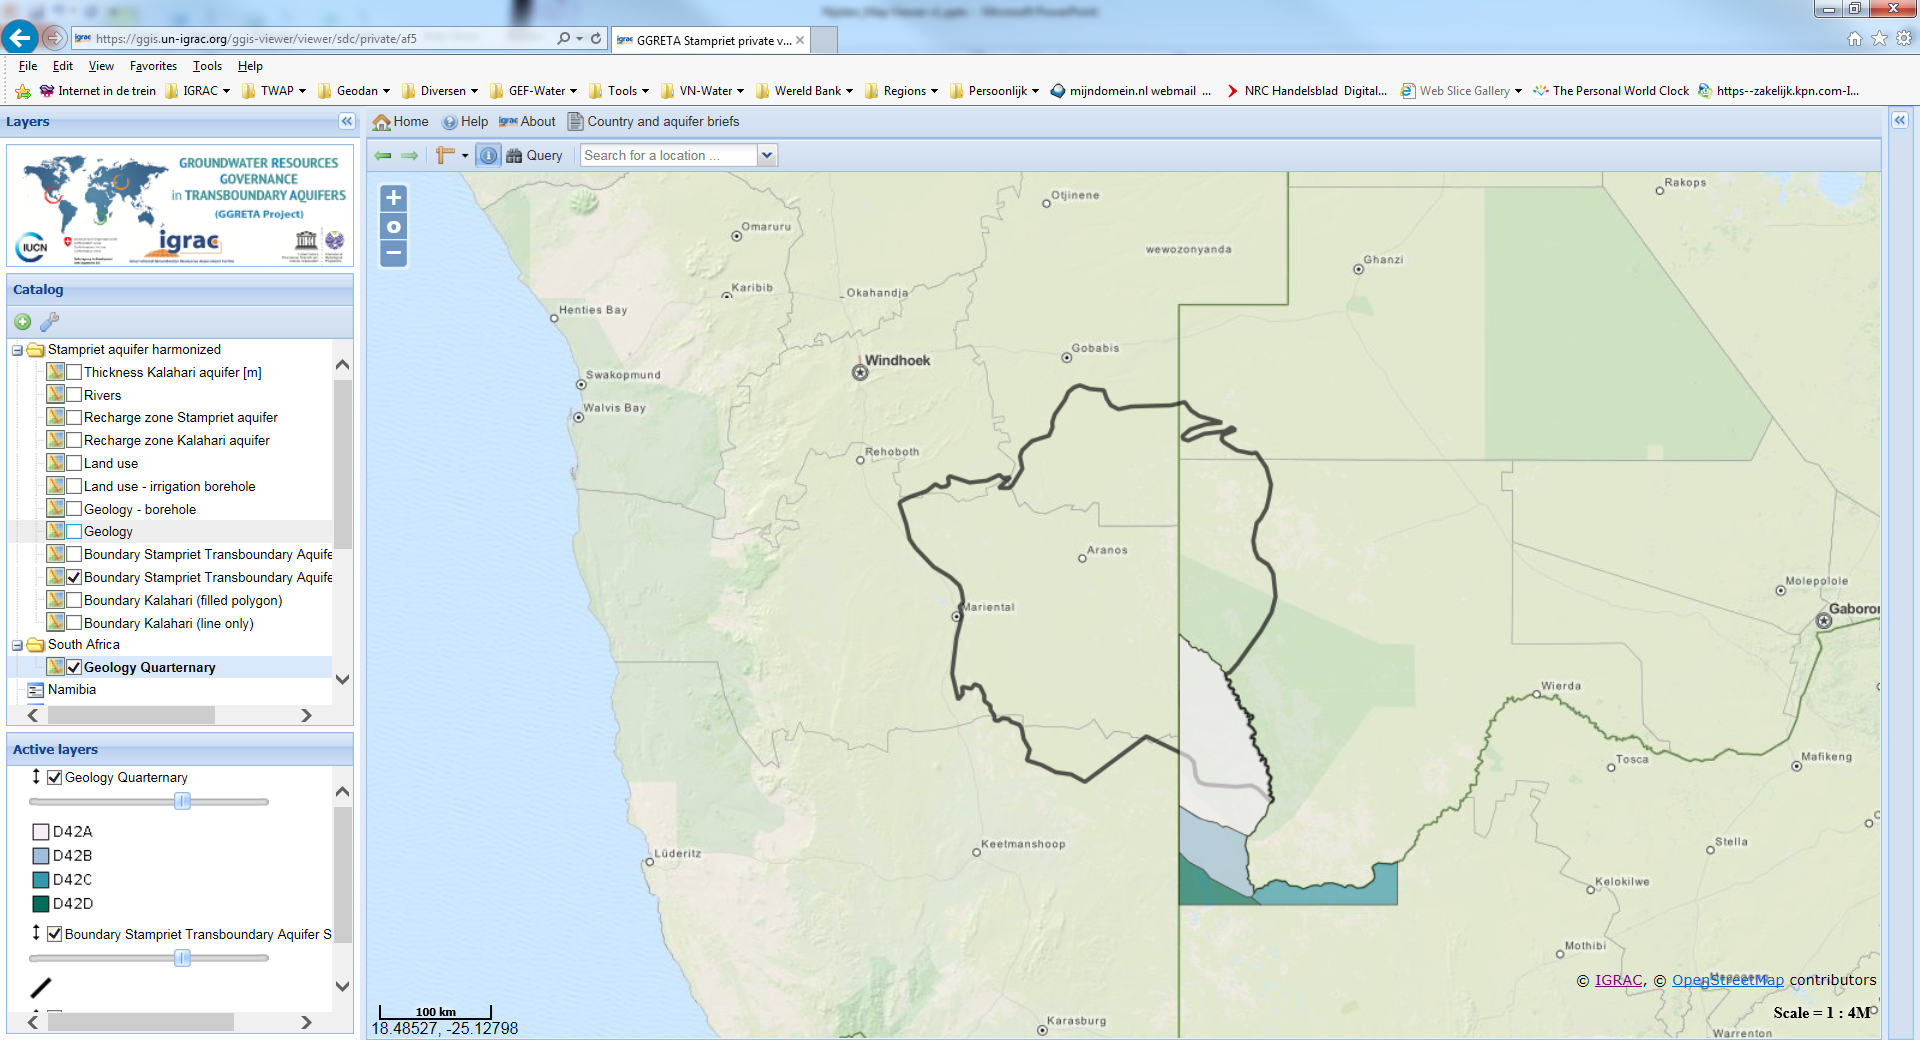 https://ggis.un-igrac.org/ggis-viewer/viewer/sdc/private/af5
igrac GGRETA Stampriet private v...
File Edit View Favorites Tools Help
Internet in de trein IGRAC TWAP Geodan Diversen GEF-Water Tools VN-Water Wereld Bank Regions Persoonlijk mijndomein.nl webmail ... NRC Handelsblad Digital... Web Slice Gallery The Personal World Clock https--zakelijk.kpn.com-I...
Layers
Home Help igrac About Country and aquifer briefs
Query Search for a location ...
GROUNDWATER RESOURCES
GOVERNANCE
in TRANSBOUNDARY AQUIFERS
(GGRETA Project)
IUCN
igrac
Catalog
Stampriet aquifer harmonized
Thickness Kalahari aquifer [m]
Rivers
Recharge zone Stampriet aquifer
Recharge zone Kalahari aquifer
Land use
Land use - irrigation borehole
Geology - borehole
Geology
Boundary Stampriet Transboundary Aquife
Boundary Stampriet Transboundary Aquife
Boundary Kalahari (filled polygon)
Boundary Kalahari (line only)
South Africa
Geology Quarternary
Namibia
Active layers
Geology Quarternary
D42A
D42B
D42C
D42D
Boundary Stampriet Transboundary Aquifer S
Otjinene
Rakops
Omaruru
wewozonyanda
Ghanzi
Karibib
Okahandja
Henties Bay
Gobabis
Windhoek
Swakopmund
Walvis Bay
Rehoboth
Aranos
Molepolole
Mariental
Gaboron
Wierda
Tosca
Mafikeng
Keetmanshoop
Stella
Lüderitz
Kelokilwe
Mothibi
© IGRAC, © OpenStreetMap contributors
100 km
Scale = 1 : 4M
18.48527, -25.12798
Karasburg
Warrenton